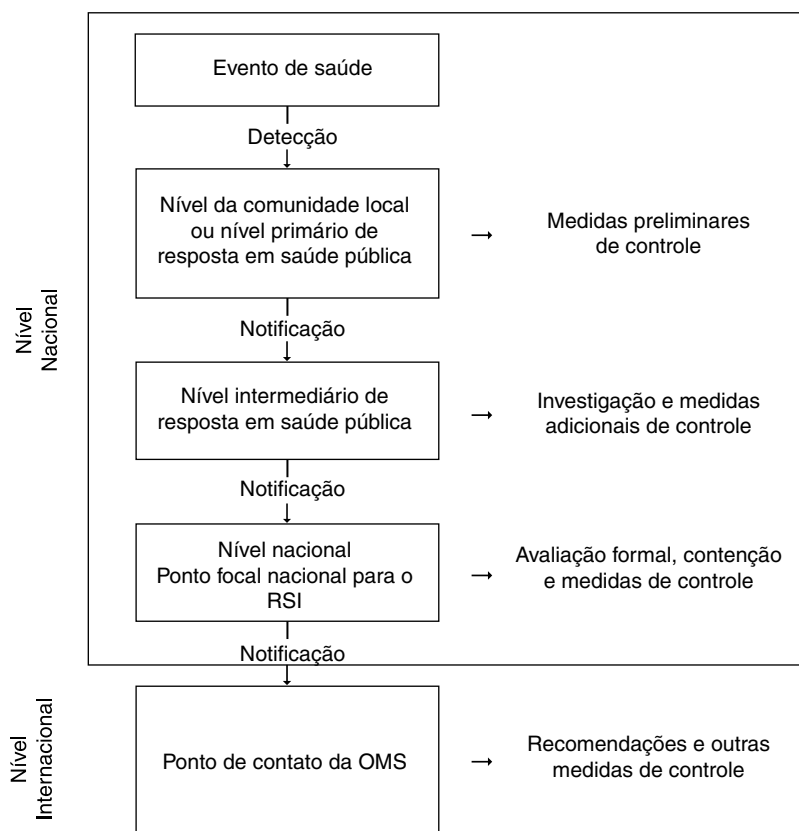 Evento de saúde
Detecção
Nível da comunidade local
ou nível primário de
resposta em saúde pública
→
Medidas preliminares
de controle
Notificação
Nível
Nacional
Nível intermediário de
resposta em saúde pública
→
Investigação e medidas
adicionais de controle
Notificação
Nível nacional
Ponto focal nacional para o
RSI
→
Avaliação formal, contenção
e medidas de controle
Notificação
Nível
Internacional
Ponto de contato da OMS
→
Recomendações e outras
medidas de controle